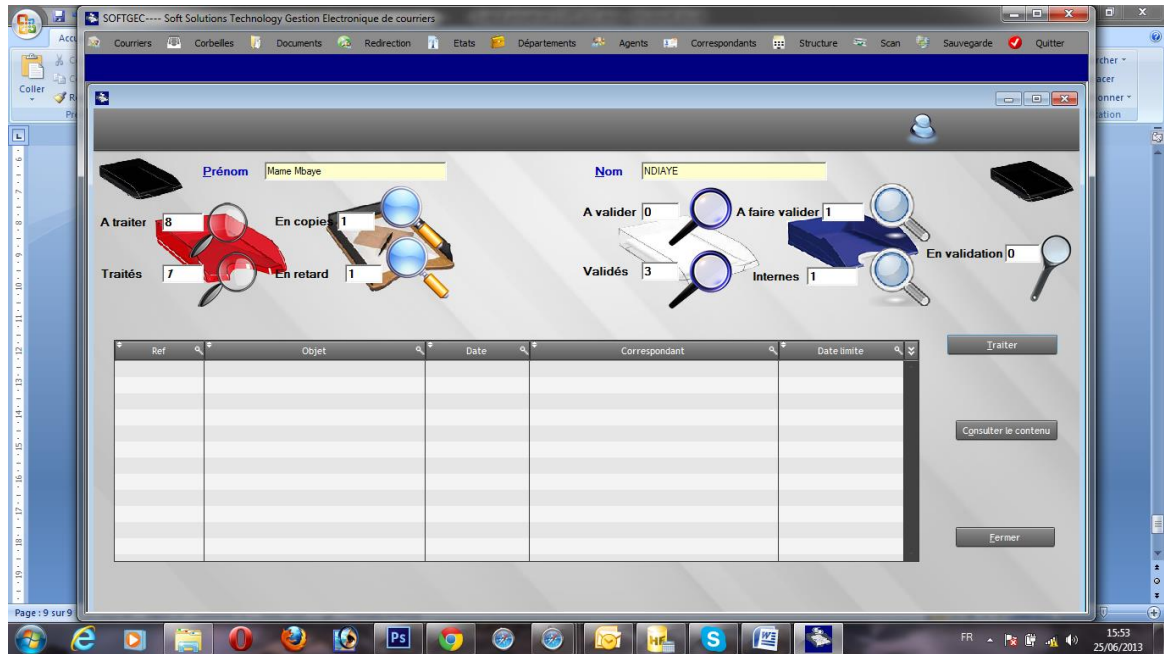 SOFTGEC---- Soft Solutions Technology Gestion Electronique de courriers
Courriers Corbeilles Documents Redirection Etats Départements Agents Correspondants Structure Scan Sauvegarde Quitter
Coller
Prénom Mame Mbaye Nom NDIAYE
A traiter 8 En copies 1 A valider 0 A faire valider 1
En validation 0
Traités 7 En retard 1 Validés 3 Internes 1
Ref Objet Date Correspondant Date limite
Traiter
Consulter le contenu
Fermer
Page : 9 sur 9
FR 15:53
25/06/2013